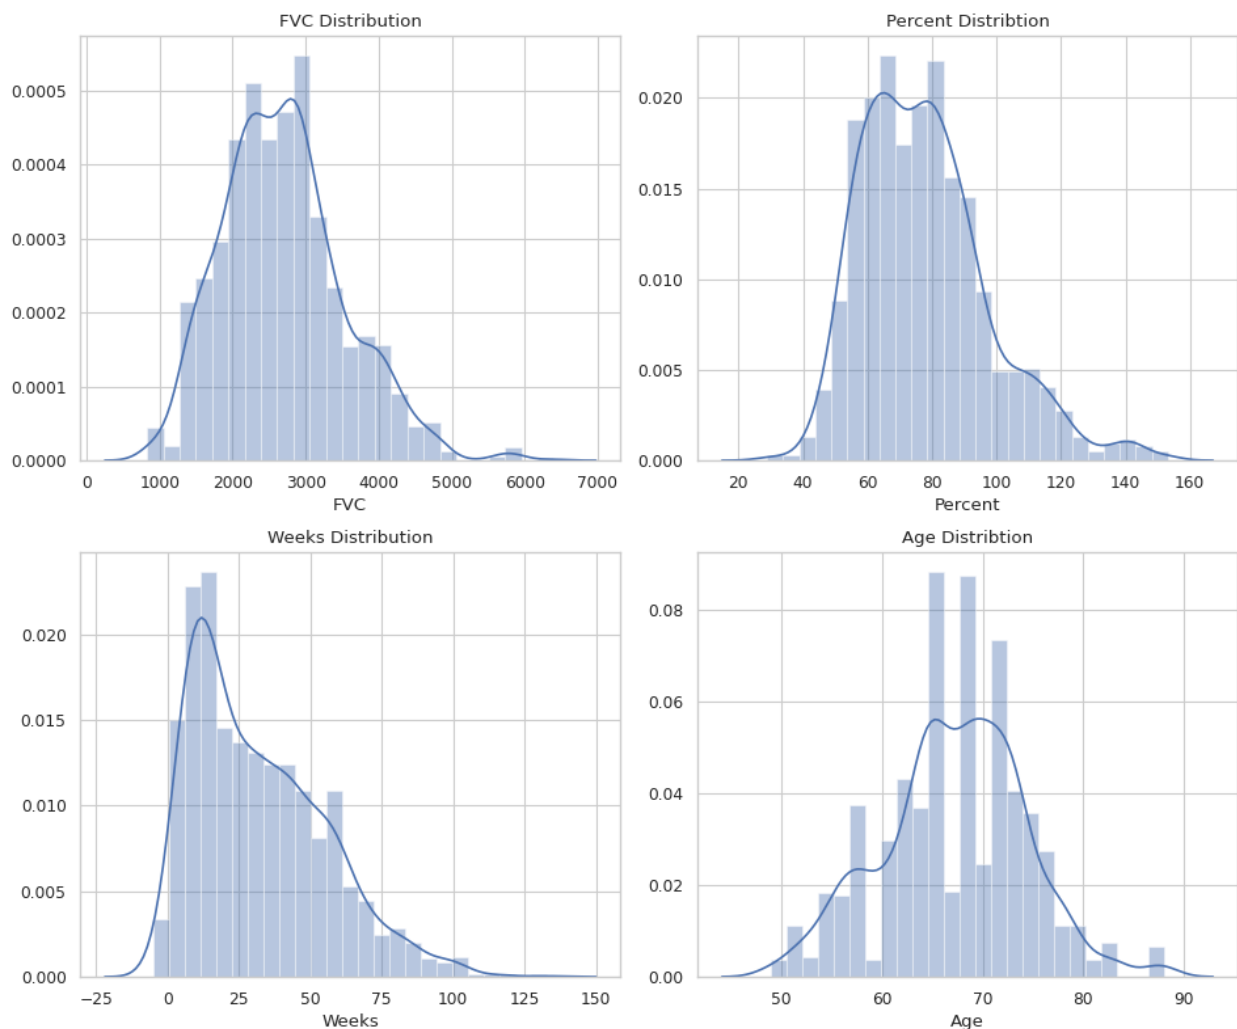 FVC Distribution
0.0005
0.0004
0.0003
0.0002
0.0001
0.0000
0 1000 2000 3000 4000 5000 6000 7000
FVC
Percent Distribtion
0.020
0.015
0.010
0.005
0.000
20 40 60 80 100 120 140 160
Percent
Weeks Distribution
0.020
0.015
0.010
0.005
0.000
−25 0 25 50 75 100 125 150
Weeks
Age Distribtion
0.08
0.06
0.04
0.02
0.00
50 60 70 80 90
Age